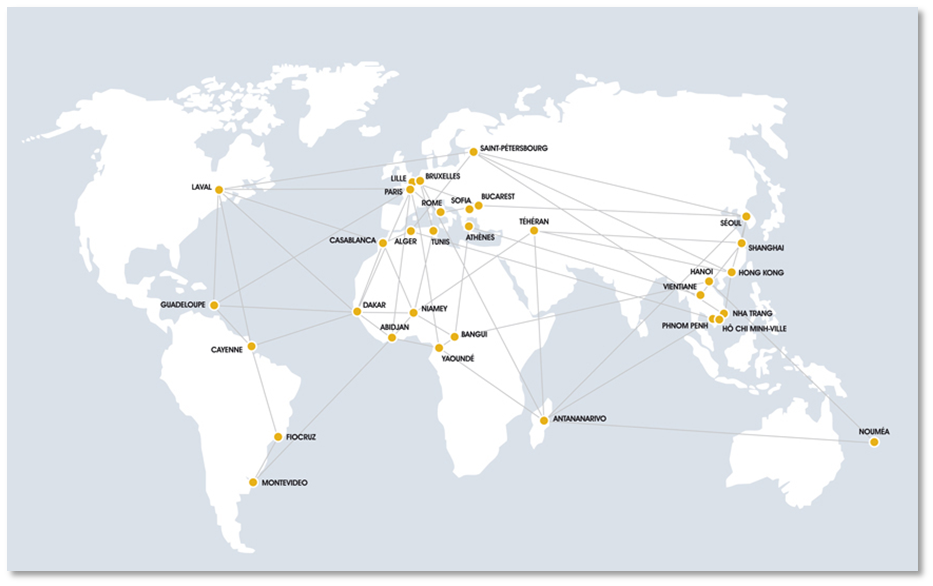 SAINT-PÉTERSBOURG
LILLE
BRUXELLES
LAVAL
PARIS
ROME
SOFIA
BUCAREST
TÉHÉRAN
SÉOUL
CASABLANCA
ALGER
TUNIS
ATHÈNES
SHANGHAI
HANOI
HONG KONG
VIENTIANE
GUADELOUPE
DAKAR
NIAMEY
NHA TRANG
PHNOM PENH
HÔ CHI MINH-VILLE
ABIDJAN
BANGUI
CAYENNE
YAOUNDÉ
ANTANANARIVO
NOUMÉA
FIOCRUZ
MONTEVIDEO